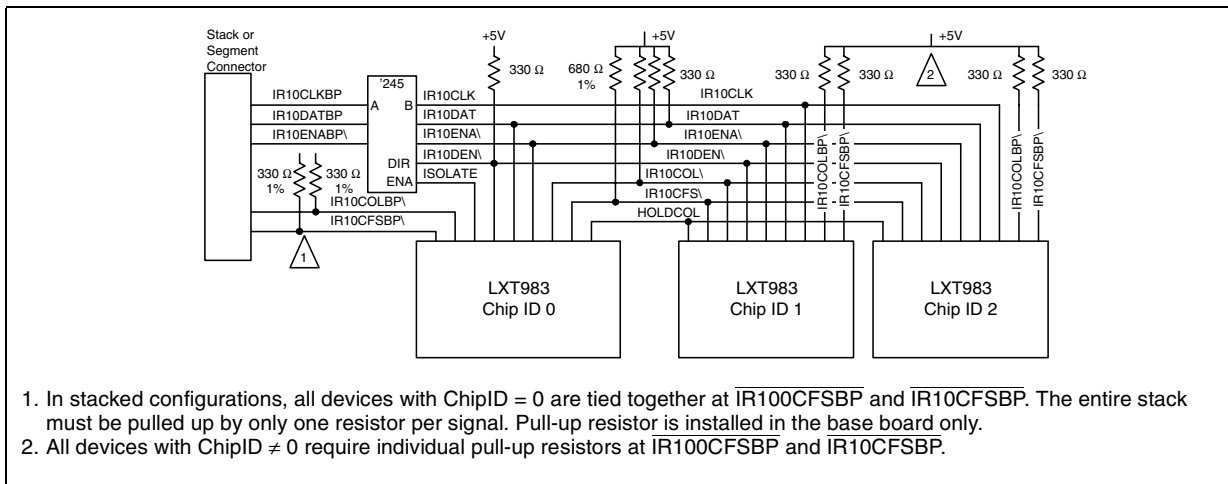 Stack or
Segment
Connector
+5V
+5V
+5V
330 Ω
680 Ω
1%
330 Ω
330 Ω
330 Ω
2
330 Ω
330 Ω
'245
A
B
DIR
ENA
IR10CLKBP
IR10DATBP
IR10ENABP\
IR10CLK
IR10DAT
IR10ENA\
IR10DEN\
ISOLATE
IR10CLK
IR10DAT
IR10ENA\
IR10DEN\
IR10COL\
IR10CFS\
HOLDCOL
330 Ω
1%
330 Ω
1%
IR10COLBP\
IR10CFSBP\
1
IR10COLBP\
IR10CFSBP\
IR10COLBP\
IR10CFSBP\
LXT983
Chip ID 0
LXT983
Chip ID 1
LXT983
Chip ID 2
1. In stacked configurations, all devices with ChipID = 0 are tied together at IR100CFSBP and IR10CFSBP. The entire stack
must be pulled up by only one resistor per signal. Pull-up resistor is installed in the base board only.
2. All devices with ChipID ≠ 0 require individual pull-up resistors at IR100CFSBP and IR10CFSBP.